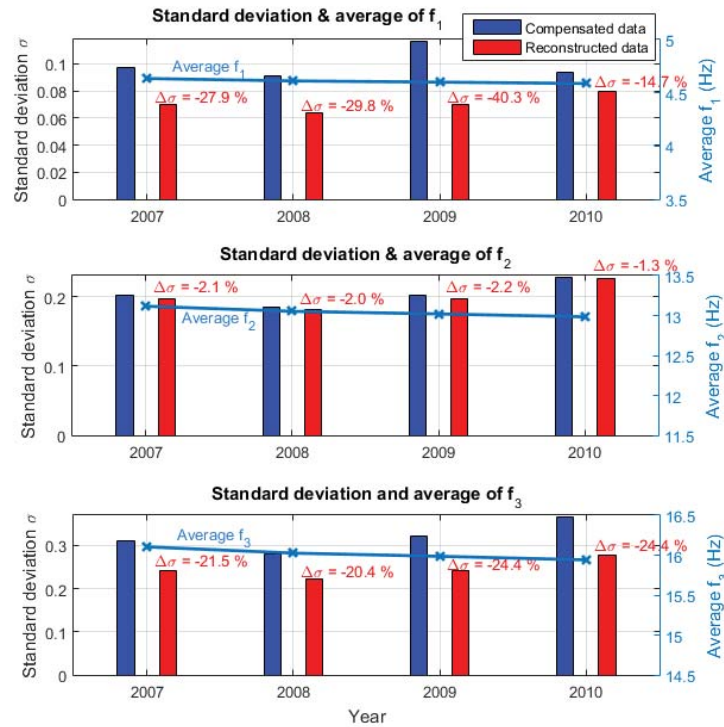 Standard deviation & average of f1
Compensated data
Reconstructed data
Standard deviation σ
0.1
0.08
0.06
0.04
0.02
0
Average f1
Δσ = -27.9 %
Δσ = -29.8 %
Δσ = -40.3 %
Δσ = -14.7 %
5
4.5
4
3.5
Average f1 (Hz)
2007
2008
2009
2010
Standard deviation & average of f2
Standard deviation σ
0.2
0.1
0
Average f2
Δσ = -2.1 %
Δσ = -2.0 %
Δσ = -2.2 %
Δσ = -1.3 %
13.5
13
12.5
12
11.5
Average f2 (Hz)
2007
2008
2009
2010
Standard deviation and average of f3
Standard deviation σ
0.3
0.2
0.1
0
Average f3
Δσ = -21.5 %
Δσ = -20.4 %
Δσ = -24.4 %
Δσ = -24.4 %
16.5
16
15.5
15
14.5
Average f3 (Hz)
2007
2008
2009
2010
Year